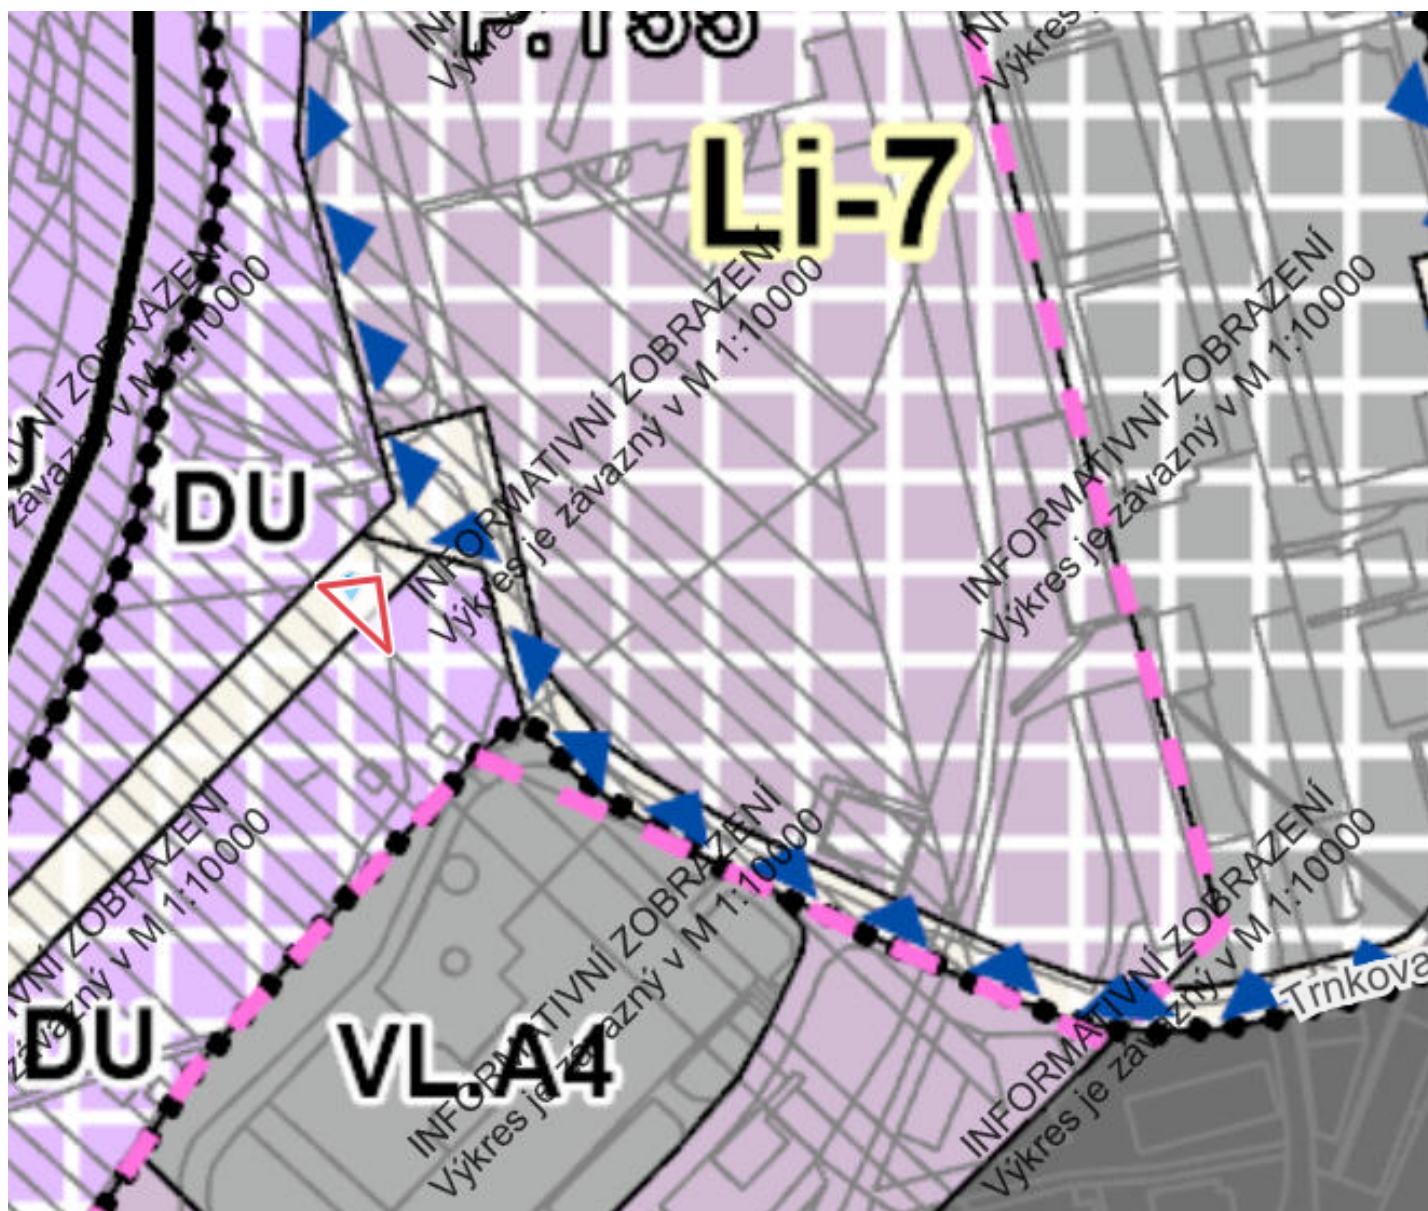 P.155
Li-7
INFORMATIVNÍ ZOBRAZENÍ
Výkres je závazný v M 1:10000
INFORMATIVNÍ ZOBRAZENÍ
Výkres je závazný v M 1:10000
DU
DU
VL.A4
INFORMATIVNÍ ZOBRAZENÍ
Výkres je závazný v M 1:10000
INFORMATIVNÍ ZOBRAZENÍ
Výkres je závazný v M 1:10000
Trnkova